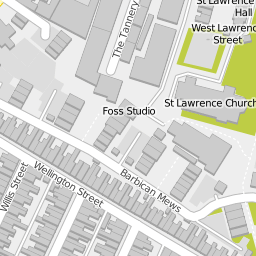 St Lawrence
Hall
West Lawrence
Street
The Tannery
Foss Studio
St Lawrence Church
Barbican Mews
Wellington Street
Willis Street